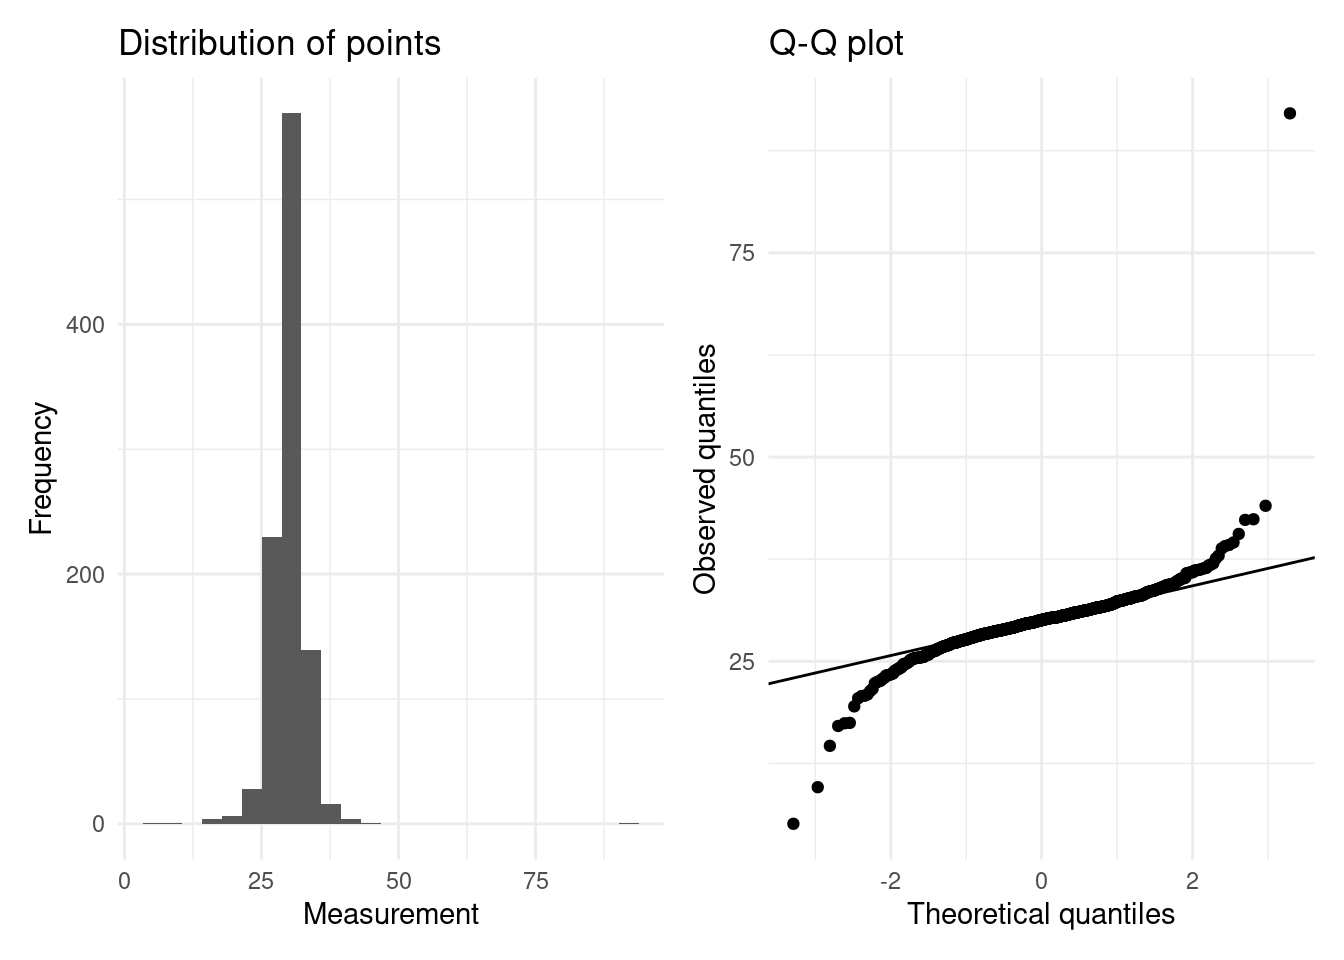 Distribution of points
Frequency
400
200
0
0 25 50 75
Measurement
Q-Q plot
Observed quantiles
75
50
25
-2 0 2
Theoretical quantiles